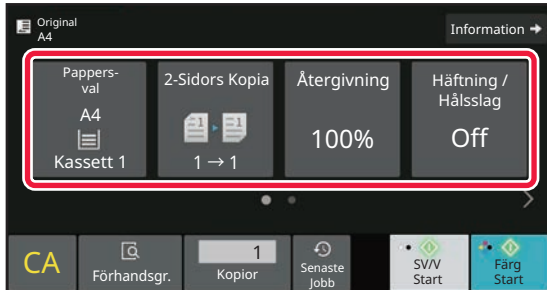 Original
A4
Information
Pappers-
val
A4
Kassett 1
2-Sidors Kopia
1 → 1
Återgivning
100%
Häftning /
Hålsslag
Off
CA
Förhandsgr.
1
Kopior
Senaste
Jobb
SV/V
Start
Färg
Start